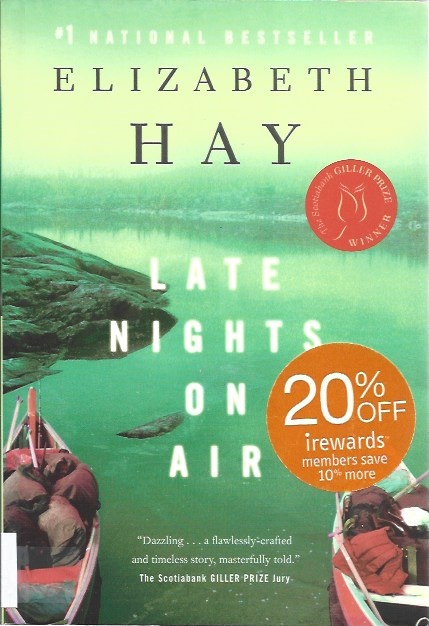 #1 NATIONAL BESTSELLER
ELIZABETH
HAY
The Scotiabank GILLER PRIZE
WINNER
LATE
NIGHTS
ON
AIR
20% OFF
irewards™
members save
10% more
“Dazzling . . . a flawlessly-crafted
and timeless story, masterfully told.”
The Scotiabank GILLER PRIZE Jury